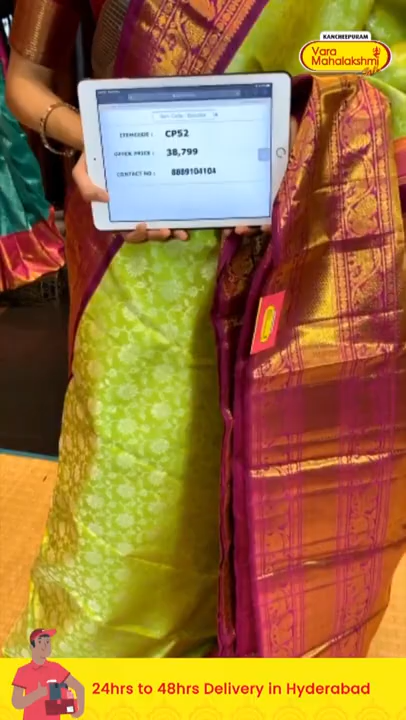 KANCHEEPURAM
Vara
Mahalakshmi
ITEMCODE : CP52
OFFER PRICE : 38,799
CONTACT NO : 8889104104
24hrs to 48hrs Delivery in Hyderabad